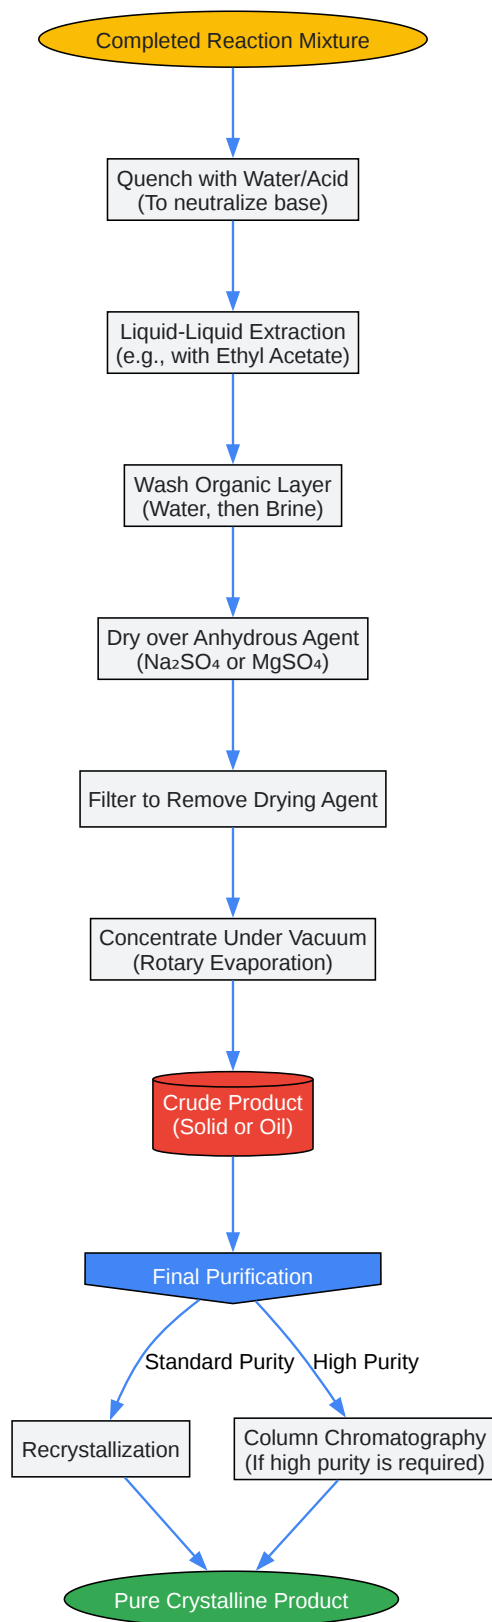 Completed Reaction Mixture
Quench with Water/Acid
(To neutralize base)
Liquid-Liquid Extraction
(e.g., with Ethyl Acetate)
Wash Organic Layer
(Water, then Brine)
Dry over Anhydrous Agent
(Na₂SO₄ or MgSO₄)
Filter to Remove Drying Agent
Concentrate Under Vacuum
(Rotary Evaporation)
Crude Product
(Solid or Oil)
Final Purification
Standard Purity
High Purity
Recrystallization
Column Chromatography
(If high purity is required)
Pure Crystalline Product